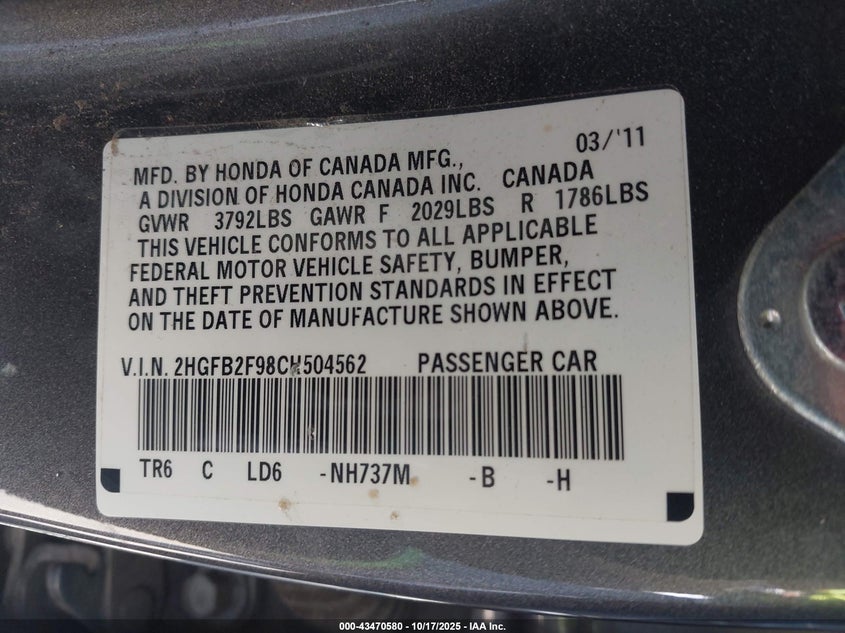 03/'11
MFD. BY HONDA OF CANADA MFG.,
A DIVISION OF HONDA CANADA INC. CANADA
GVWR 3792LBS GAWR F 2029LBS R 1786LBS
THIS VEHICLE CONFORMS TO ALL APPLICABLE
FEDERAL MOTOR VEHICLE SAFETY, BUMPER,
AND THEFT PREVENTION STANDARDS IN EFFECT
ON THE DATE OF MANUFACTURE SHOWN ABOVE.
V.I.N. 2HGFB2F98CH504562 PASSENGER CAR
TR6 C LD6 -NH737M -B -H
000-43470580 - 10/17/2025 - IAA Inc.